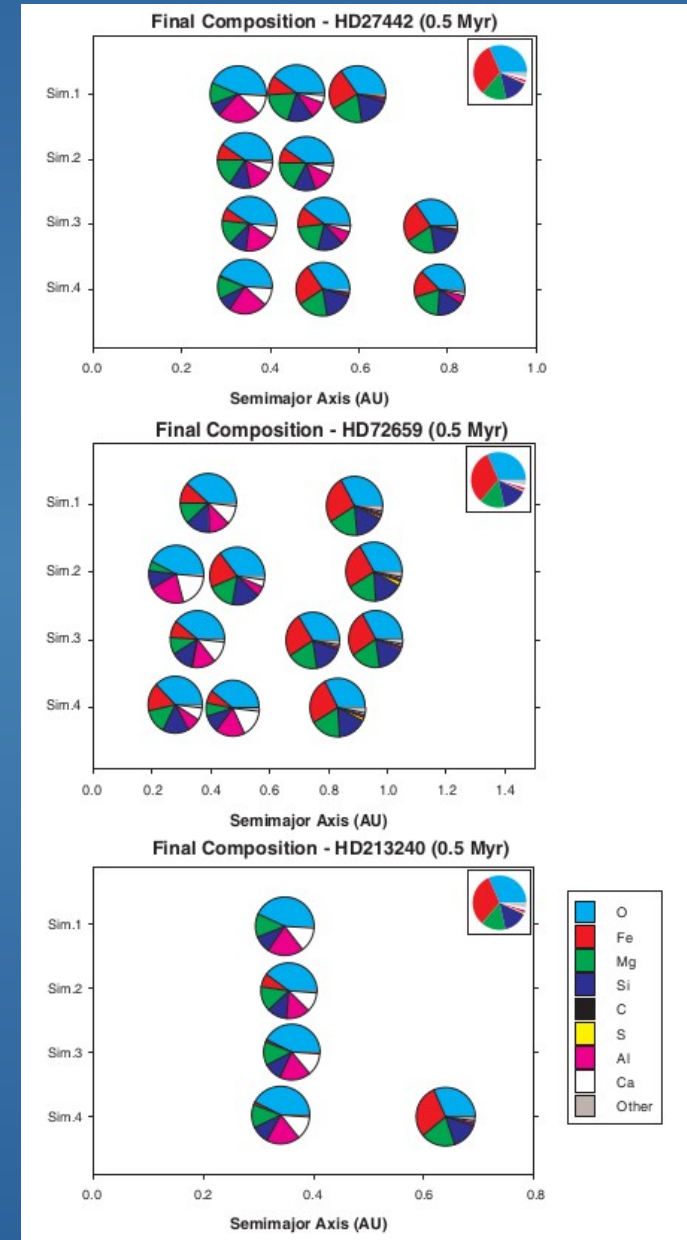 Final Composition - HD27442 (0.5 Myr)
Sim.1
Sim.2
Sim.3
Sim.4
0.0 0.2 0.4 0.6 0.8 1.0
Semimajor Axis (AU)
Final Composition - HD72659 (0.5 Myr)
Sim.1
Sim.2
Sim.3
Sim.4
0.0 0.2 0.4 0.6 0.8 1.0 1.2 1.4
Semimajor Axis (AU)
Final Composition - HD213240 (0.5 Myr)
Sim.1
Sim.2
Sim.3
Sim.4
0.0 0.2 0.4 0.6 0.8
Semimajor Axis (AU)
O
Fe
Mg
Si
C
S
Al
Ca
Other